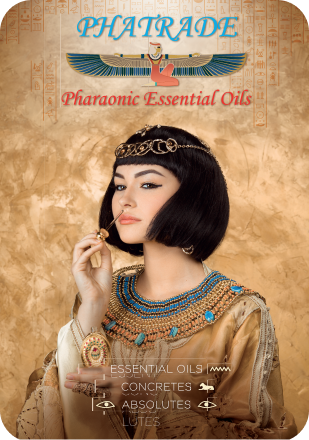 PHATRADE
Pharaonic Essential Oils
ESSENTIAL OILS
CONCRETES
ABSOLUTES
LUTES